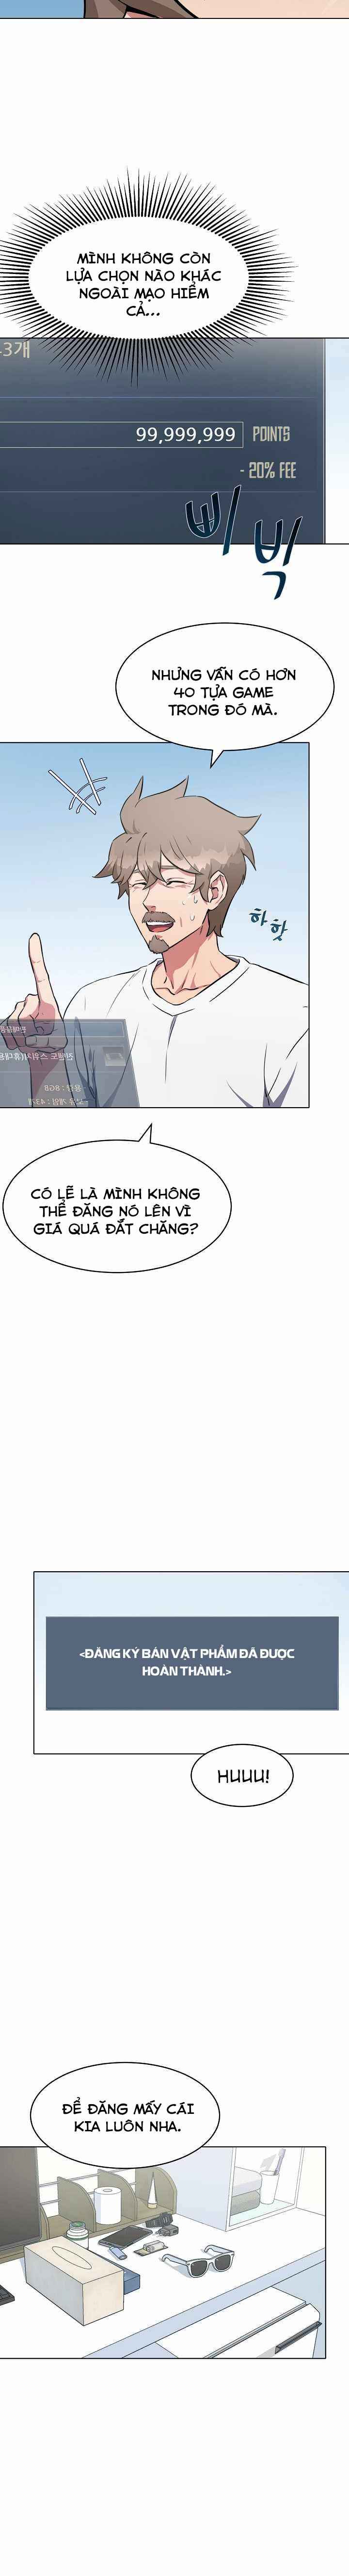 MÌNH KHÔNG CÒN
LỰA CHỌN NÀO KHÁC
NGOÀI MẠO HIỂM
CẢ...
43개
99,999,999 POINTS
- 20% FEE
삐빅
NHƯNG VẪN CÓ HƠN
40 TỰA GAME
TRONG ĐÓ MÀ.
하핫
CÓ LẼ LÀ MÌNH KHÔNG
THỂ ĐĂNG NÓ LÊN VÌ
GIÁ QUÁ ĐẮT CHĂNG?
<ĐĂNG KÝ BÁN VẬT PHẨM ĐÃ ĐƯỢC
HOÀN THÀNH.>
HUUU!
ĐỂ ĐĂNG MẤY CÁI
KIA LUÔN NHA.